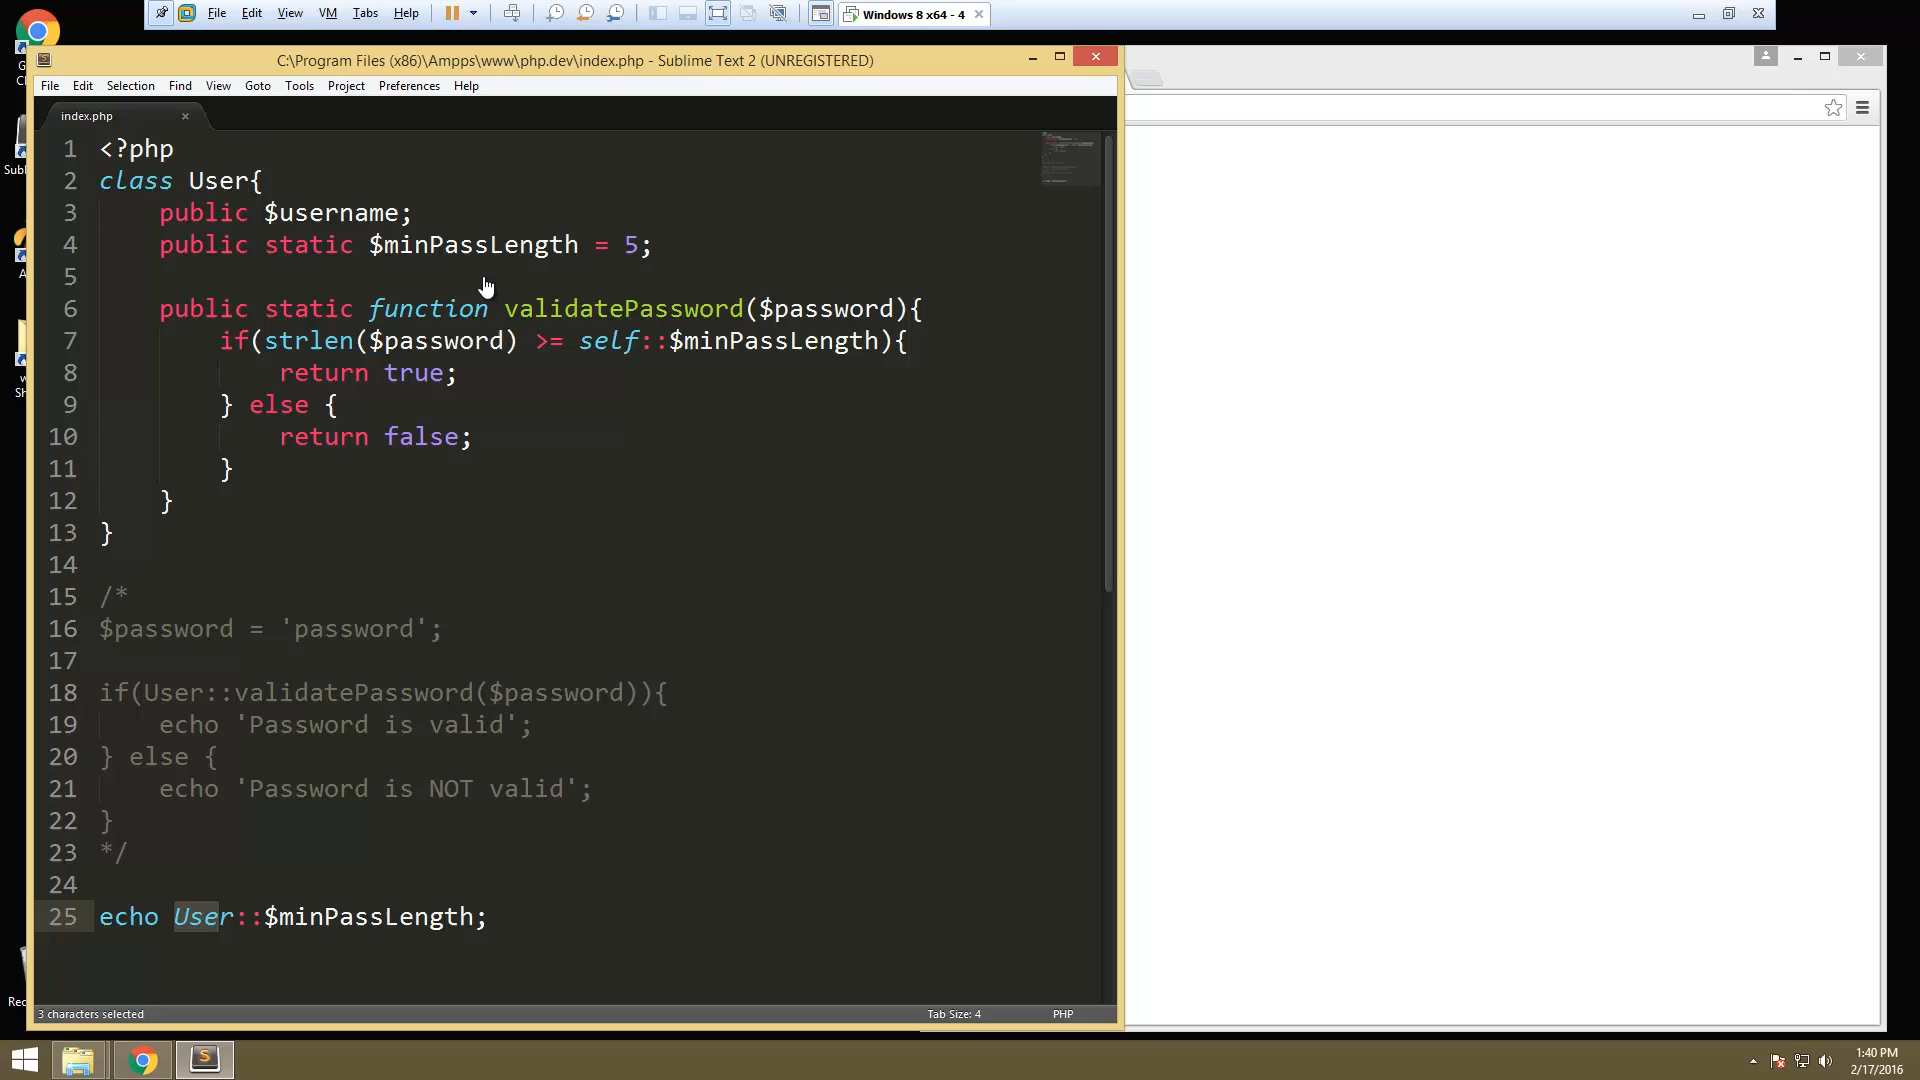 File Edit View VM Tabs Help
Windows 8 x64 - 4
C:\Program Files (x86)\Ampps\www\php.dev\index.php - Sublime Text 2 (UNREGISTERED)
File Edit Selection Find View Goto Tools Project Preferences Help
index.php
1 <?php
2 class User{
3 public $username;
4 public static $minPassLength = 5;
5
6 public static function validatePassword($password){
7 if(strlen($password) >= self::$minPassLength){
8 return true;
9 } else {
10 return false;
11 }
12 }
13 }
14
15 /*
16 $password = 'password';
17
18 if(User::validatePassword($password)){
19 echo 'Password is valid';
20 } else {
21 echo 'Password is NOT valid';
22 }
23 */
24
25 echo User::$minPassLength;
3 characters selected
Tab Size: 4
PHP
1:40 PM
2/17/2016